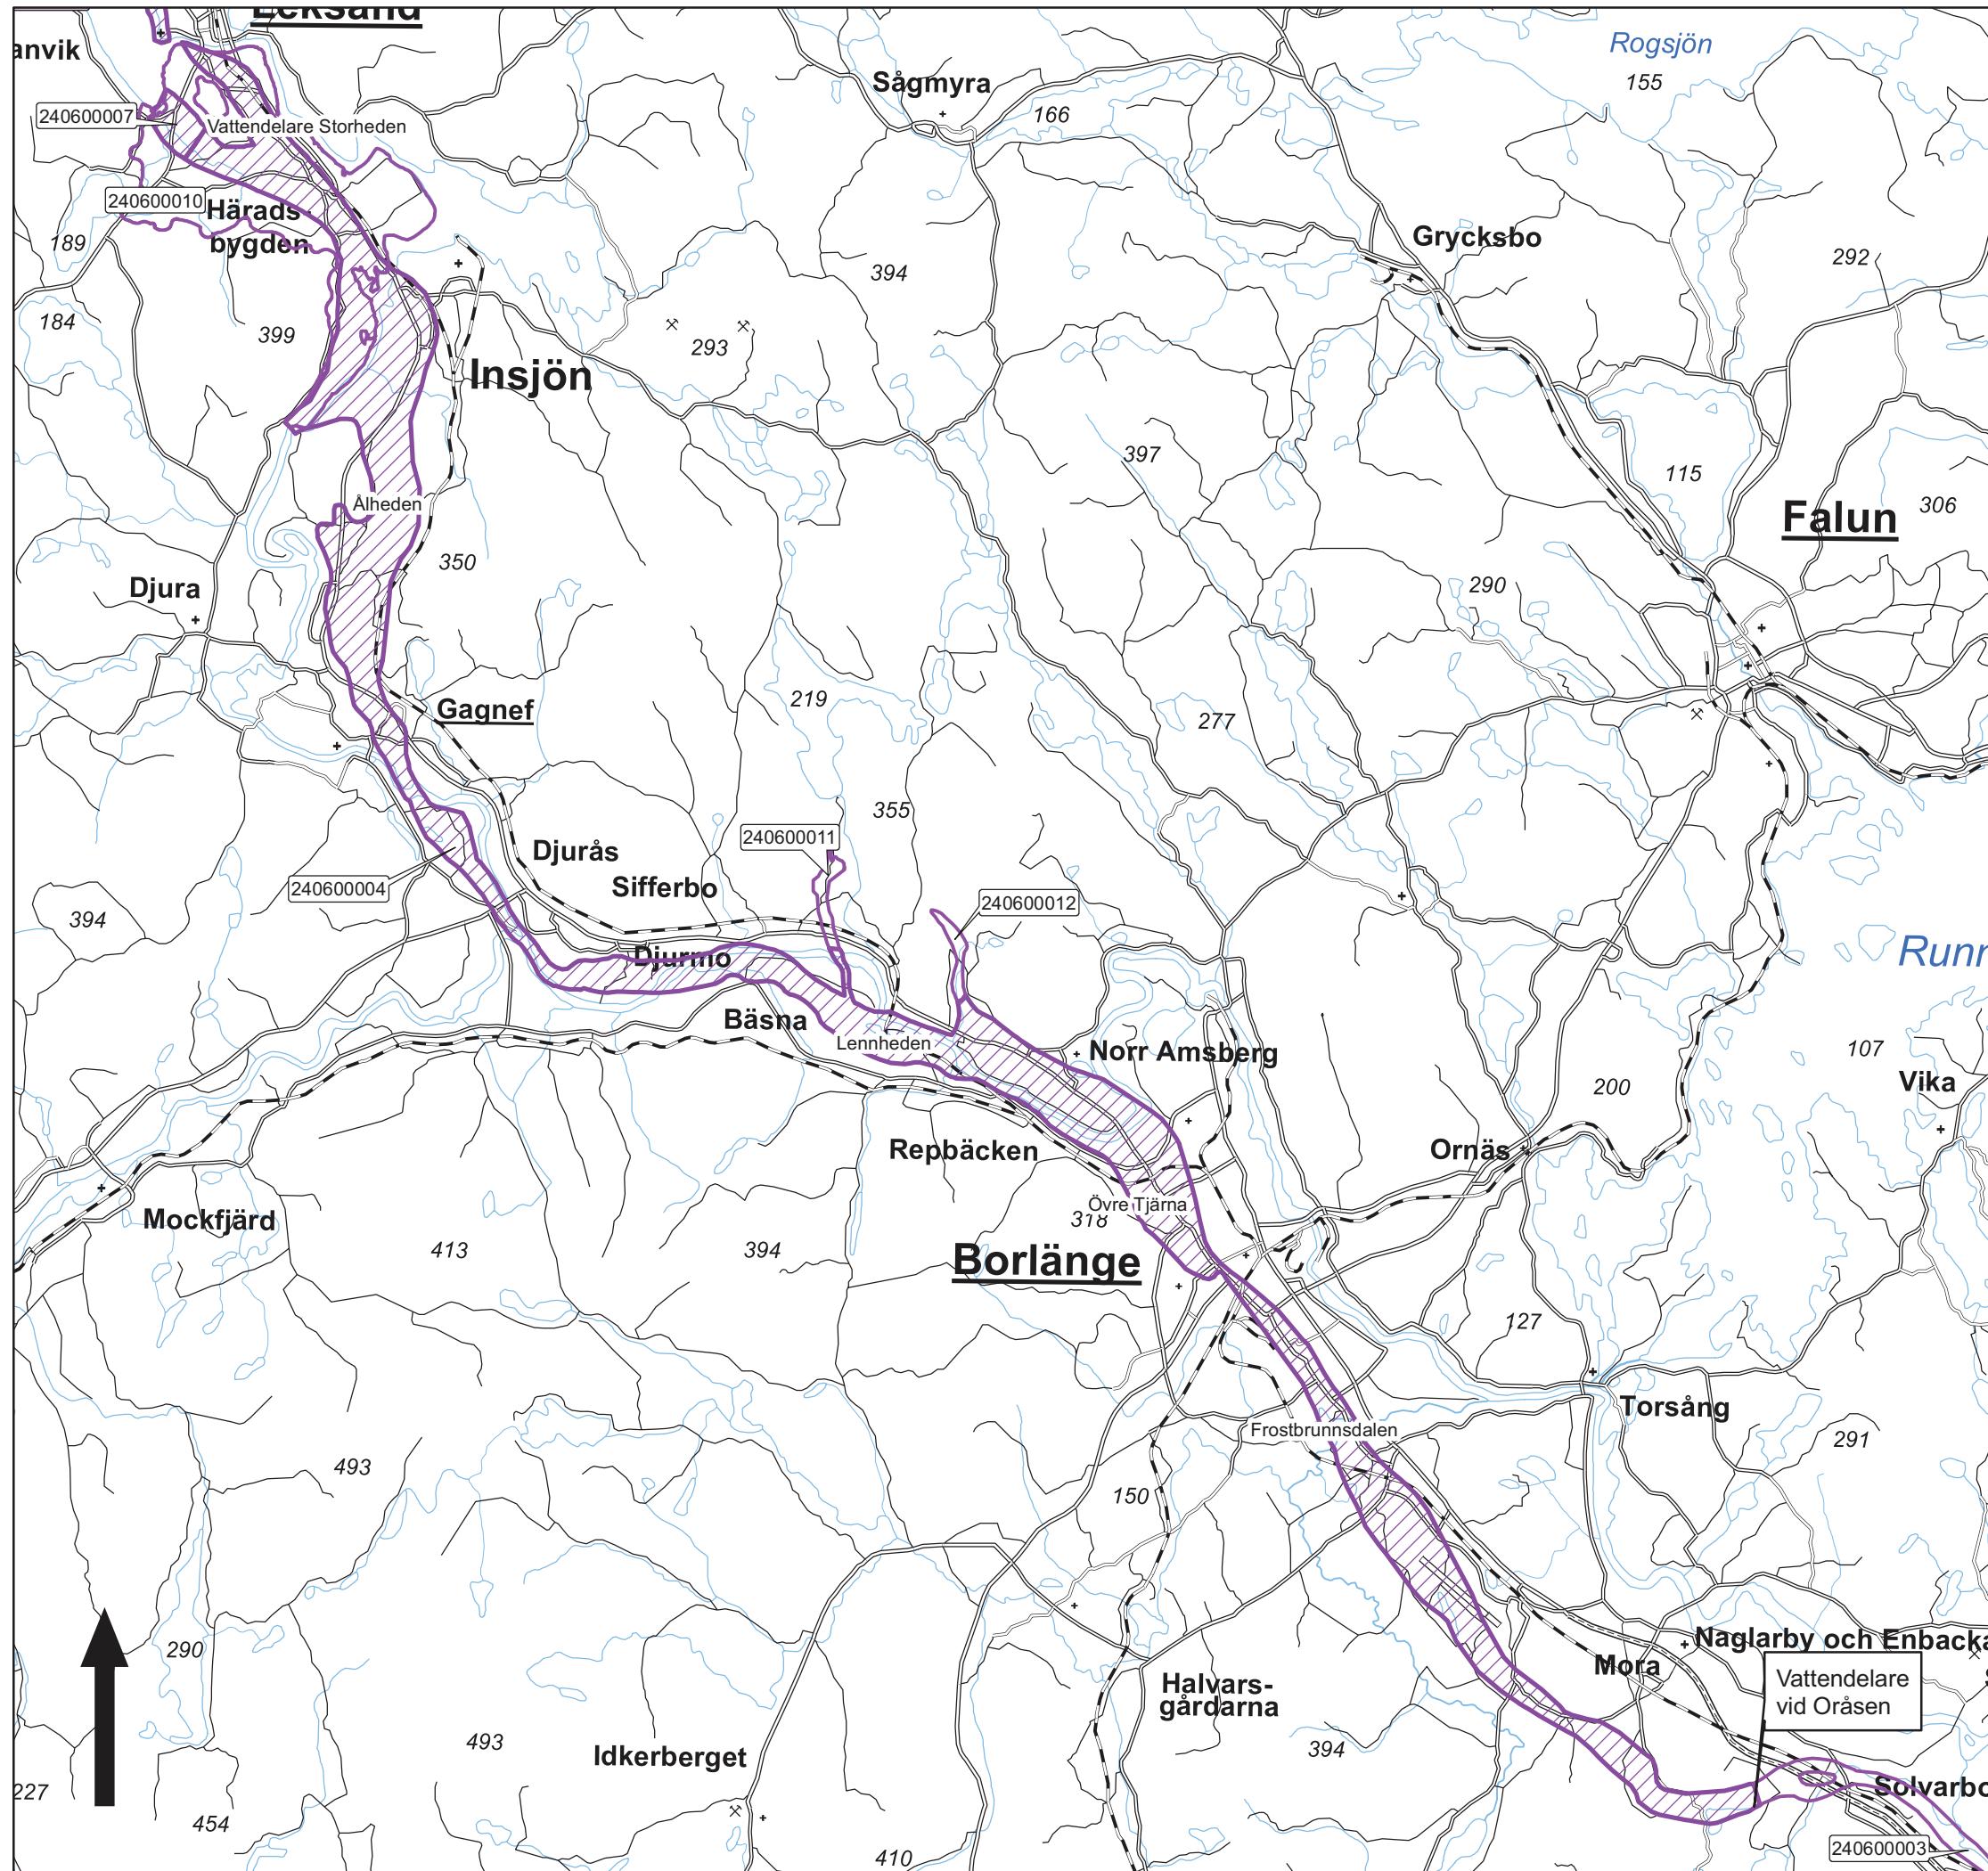 Rogsjön
155
anvik
Sågmyra
166
240600007
Vattendelare Storheden
240600010
Härads-
bygden
189
Grycksbo
292
394
184
399
293
Insjön
397
115
Falun
306
Ålheden
350
290
Djura
219
277
Gagnef
355
240600011
Djurås
Sifferbo
240600004
240600012
394
Djurmo
Runn
Bäsna
Lennheden
Norr Amsberg
107
Vika
200
Repbäcken
Ornäs
Övre Tjärna
318
Mockfjärd
413
394
Borlänge
127
Torsång
291
Frostbrunnsdalen
493
150
290
Naglarby och Enbacka
Mora
Vattendelare
vid Oråsen
Halvars-
gårdarna
493
Idkerberget
394
227
454
Solvarbo
410
240600003